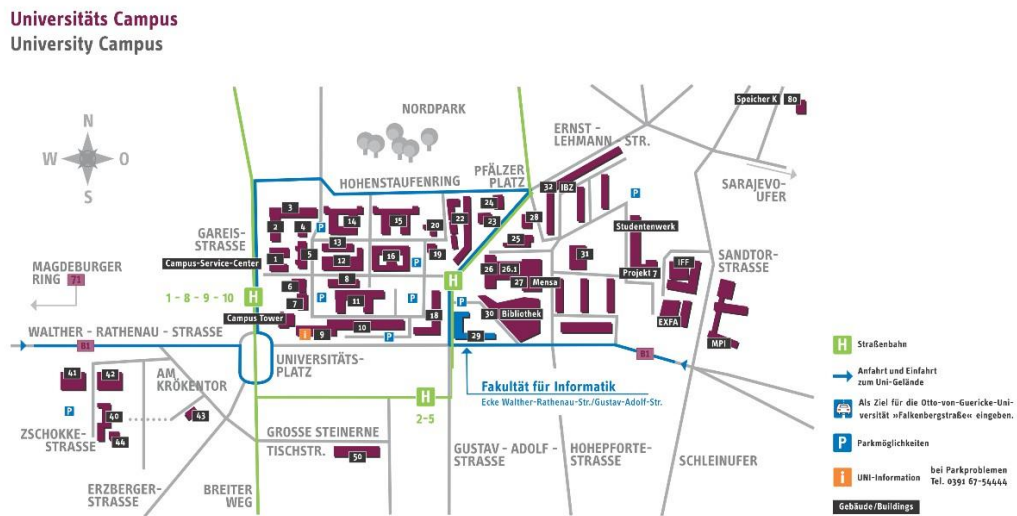 Universitäts Campus
University Campus
N
W
O
S
NORDPARK
ERNST -
LEHMANN - STR.
Speicher K 80
SARAJEVO-
UFER
PFÄLZER
PLATZ
HOHENSTAUFENRING
32 IBZ
P
GAREIS-
STRASSE
3
2
4
P
14
15
20
22
24
23
28
Studentenwerk
13
5
12
16
P
19
25
Campus-Service-Center 1
31
SANDTOR-
STRASSE
MAGDEBURGER
RING 71
1 - 8 - 9 - 10
H
6
7
P
8
11
P
H
26
26.1
27 Mensa
Projekt 7
IFF
Campus Tower
i
9
10
P
18
P
30 Bibliothek
29
EXFA
MPI
WALTHER - RATHENAU - STRASSE
B1
B1
UNIVERSITÄTS-
PLATZ
AM
KRÖKENTOR
41
42
P
40
44
43
ZSCHOKKE-
STRASSE
Fakultät für Informatik
Ecke Walther-Rathenau-Str./Gustav-Adolf-Str.
H
2-5
GROSSE STEINERNE
TISCHSTR.
50
GUSTAV - ADOLF -
STRASSE
HOHEPFORTE-
STRASSE
SCHLEINUFER
ERZBERGER-
STRASSE
BREITER
WEG
H Straßenbahn
Anfahrt und Einfahrt
zum Uni-Gelände
Als Ziel für die Otto-von-Guericke-Uni-
versität »Falkenbergstraße« eingeben.
P Parkmöglichkeiten
i UNI-Information
bei Parkproblemen
Tel. 0391 67-54444
Gebäude/Buildings